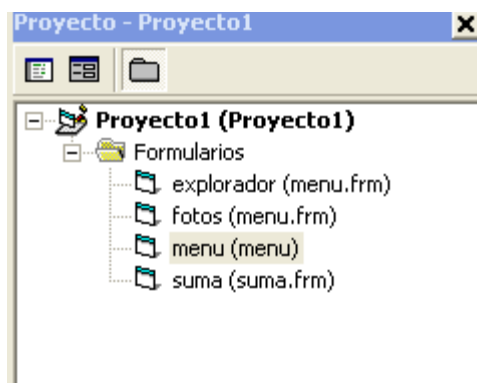 Proyecto - Proyecto1
Proyecto1 (Proyecto1)
Formularios
explorador (menu.frm)
fotos (menu.frm)
menu (menu)
suma (suma.frm)